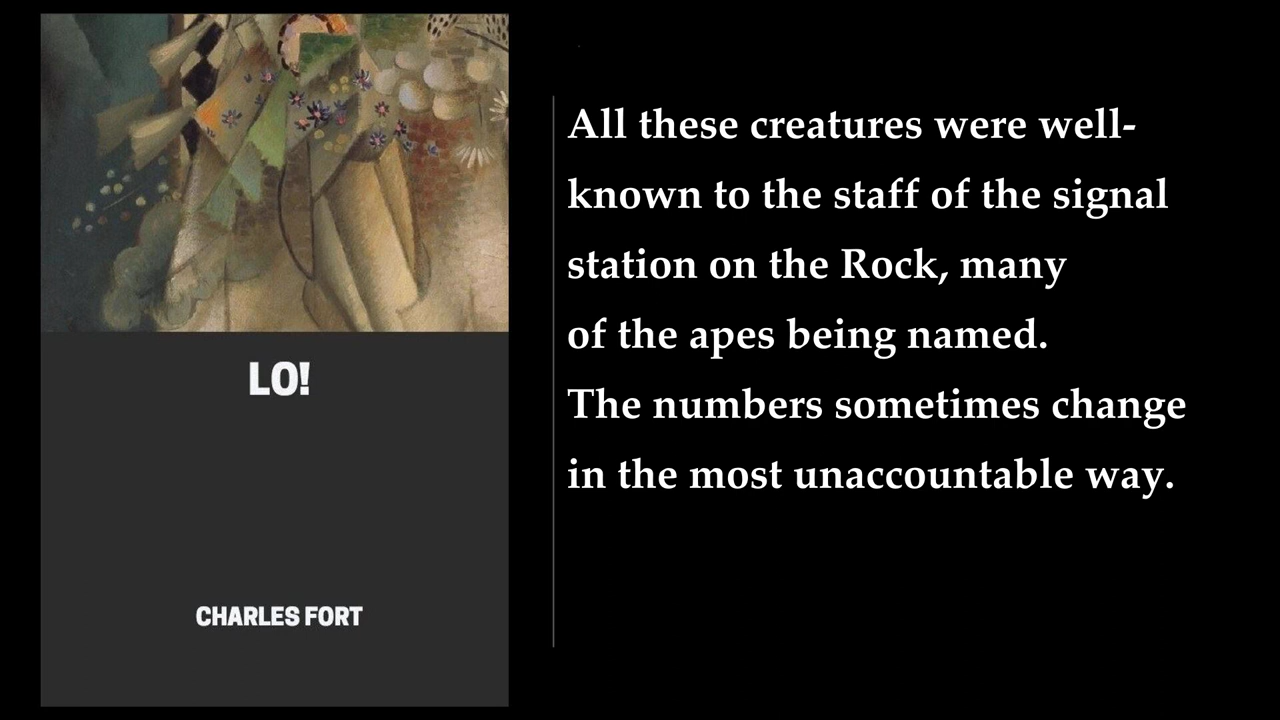 LO!
CHARLES FORT
All these creatures were well-
known to the staff of the signal
station on the Rock, many
of the apes being named.
The numbers sometimes change
in the most unaccountable way.